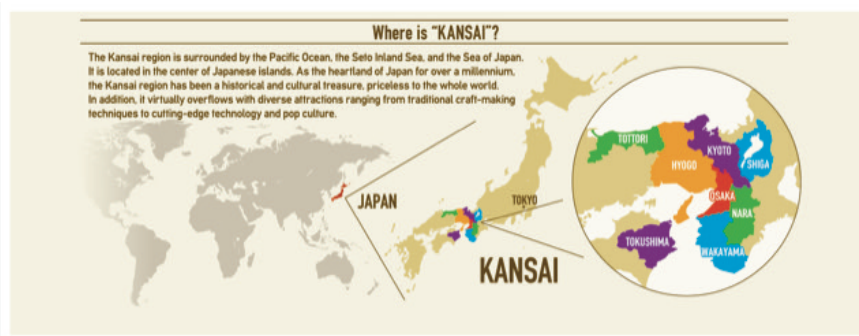 Where is “KANSAI”?
The Kansai region is surrounded by the Pacific Ocean, the Seto Inland Sea, and the Sea of Japan.
It is located in the center of Japanese islands. As the heartland of Japan for over a millennium,
the Kansai region has been a historical and cultural treasure, priceless to the whole world.
In addition, it virtually overflows with diverse attractions ranging from traditional craft-making
techniques to cutting-edge technology and pop culture.
JAPAN
TOKYO
KANSAI
TOTTORI
HYOGO
KYOTO
SHIGA
OSAKA
NARA
TOKUSHIMA
WAKAYAMA